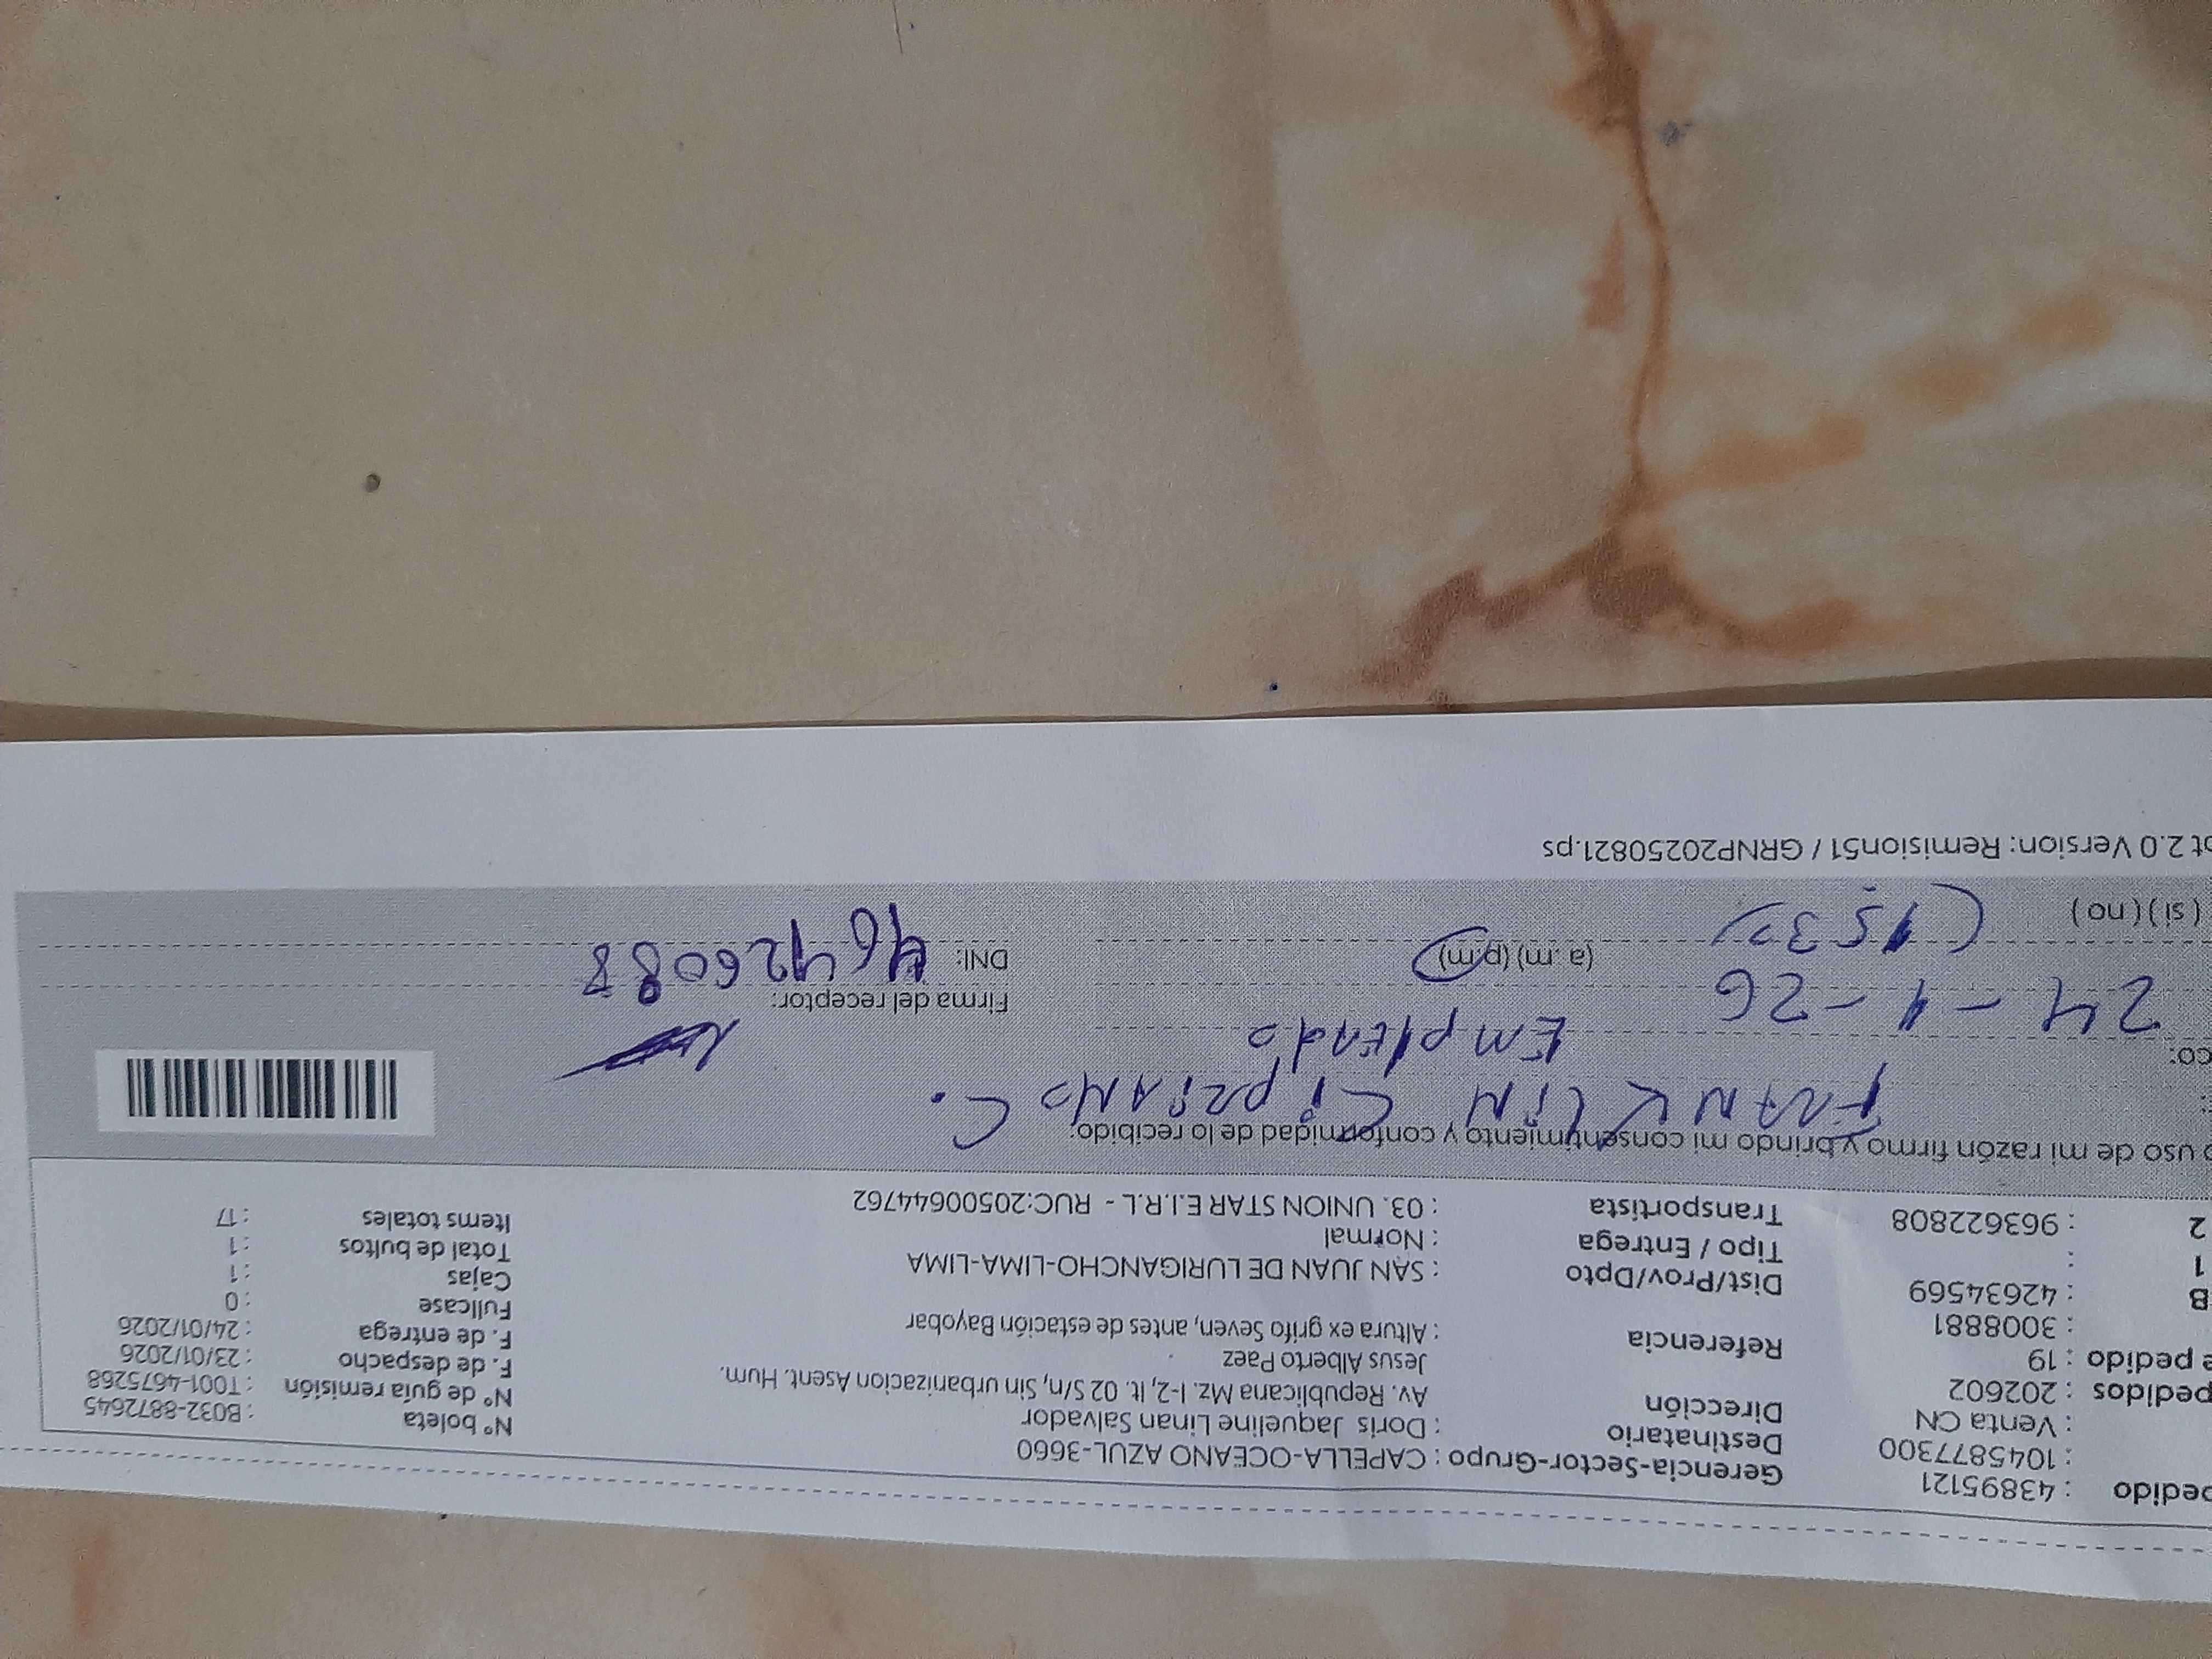 pedido : 43895121 Gerencia-Sector-Grupo : CAPELLA-OCEANO AZUL-3660 N° boleta : B032-8872645
: 1045877300 Destinatario : Doris Jaqueline Linan Salvador N° de guía remisión : T001-4675268
: Venta CN Dirección Av. Republicana Mz. I-2, lt. 02 S/n, Sin urbanizacion Asent. Hum. F. de despacho : 23/01/2026
pedidos : 202602 Jesus Alberto Paez F. de entrega : 24/01/2026
e pedido : 19 Referencia : Altura ex grifo Seven, antes de estación Bayobar Fullcase : 0
: 3008881 Cajas : 1
B : 42634569 Dist/Prov/Dpto : SAN JUAN DE LURIGANCHO-LIMA-LIMA Total de bultos : 1
1 : Tipo / Entrega : Normal Items totales : 17
2 : 963622808 Transportista : 03. UNION STAR E.I.R.L - RUC:20500644762
o uso de mi razón firmo y brindo mi consentimiento y conformidad de lo recibido:
FRANKLIN CIPRIANO C.
co: EmplEAdo
24-1-26 Firma del receptor:
(a .m) (p.m) DNI: 46426088
( si ) ( no )
ot 2.0 Version: Remision51 / GRNP20250821.ps